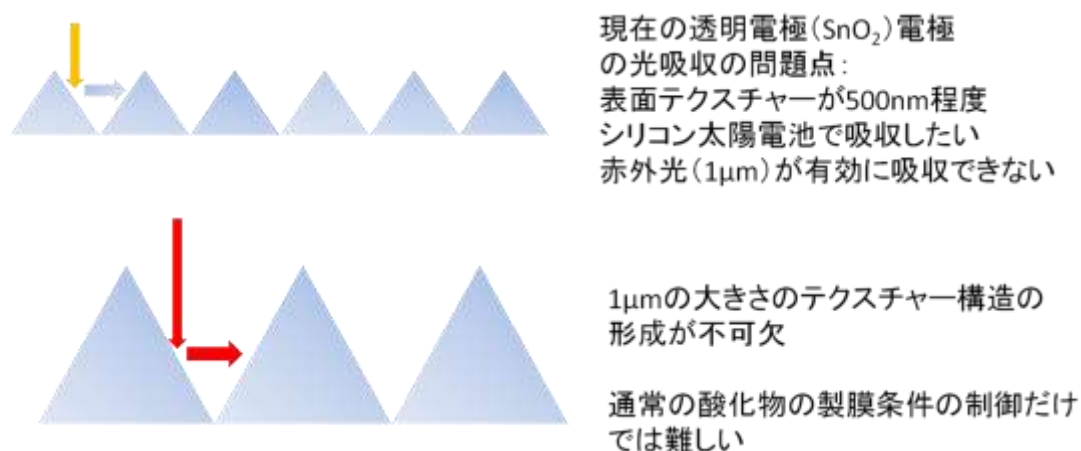 現在の透明電極(SnO₂)電極
の光吸収の問題点:
表面テクスチャーが500nm程度
シリコン太陽電池で吸収したい
赤外光(1μm)が有効に吸収できない
1μmの大きさのテクスチャー構造の
形成が不可欠
通常の酸化物の製膜条件の制御だけ
では難しい